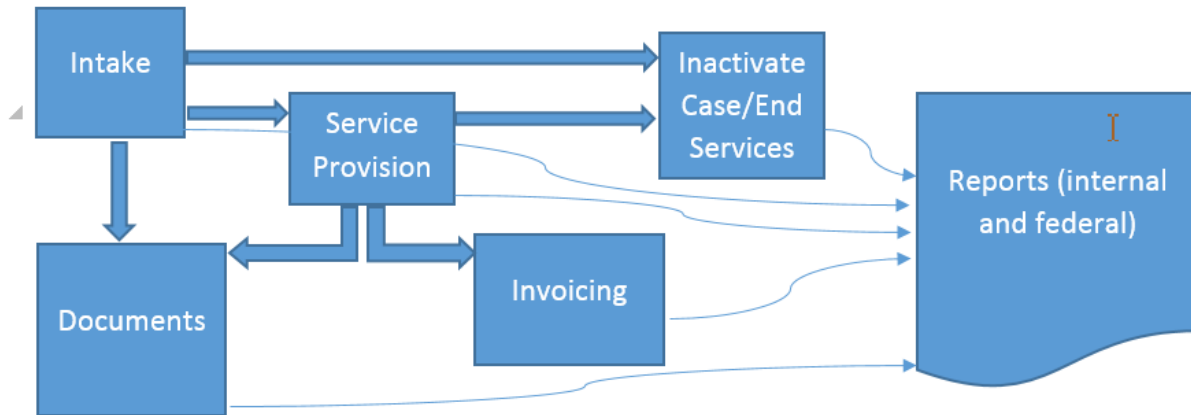 Intake
Inactivate
Case/End
Services
Service
Provision
Reports (internal
and federal)
Documents
Invoicing